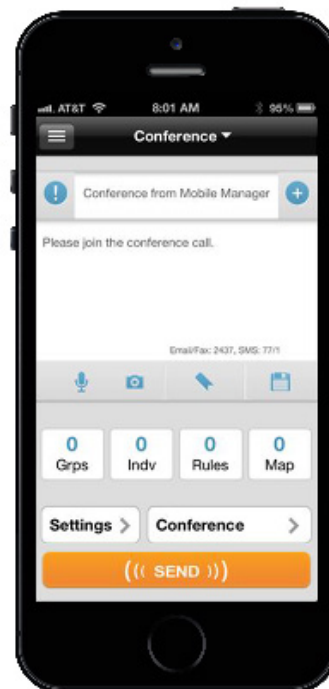 AT&T 8:01 AM 95%
Conference
! Conference from Mobile Manager +
Please join the conference call.
Email/Fax: 2437, SMS: 77/1
0 0 0 0
Grps Indv Rules Map
Settings > Conference >
((( SEND )))